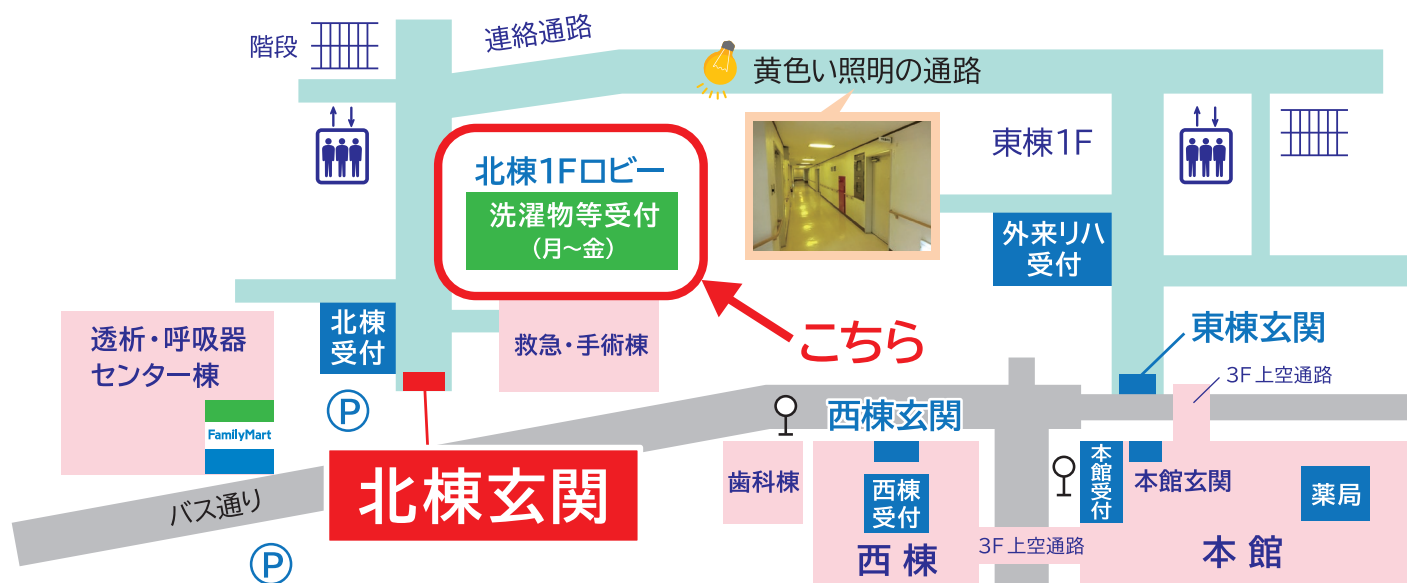 階段
連絡通路
黄色い照明の通路
東棟1F
北棟1Fロビー
洗濯物等受付
(月〜金)
外来リハ
受付
こちら
透析・呼吸器
センター棟
北棟
受付
救急・手術棟
東棟玄関
3F上空通路
P
FamilyMart
西棟玄関
北棟玄関
バス通り
歯科棟
西棟
受付
西棟
本館受付
本館玄関
薬局
3F上空通路
本館
P